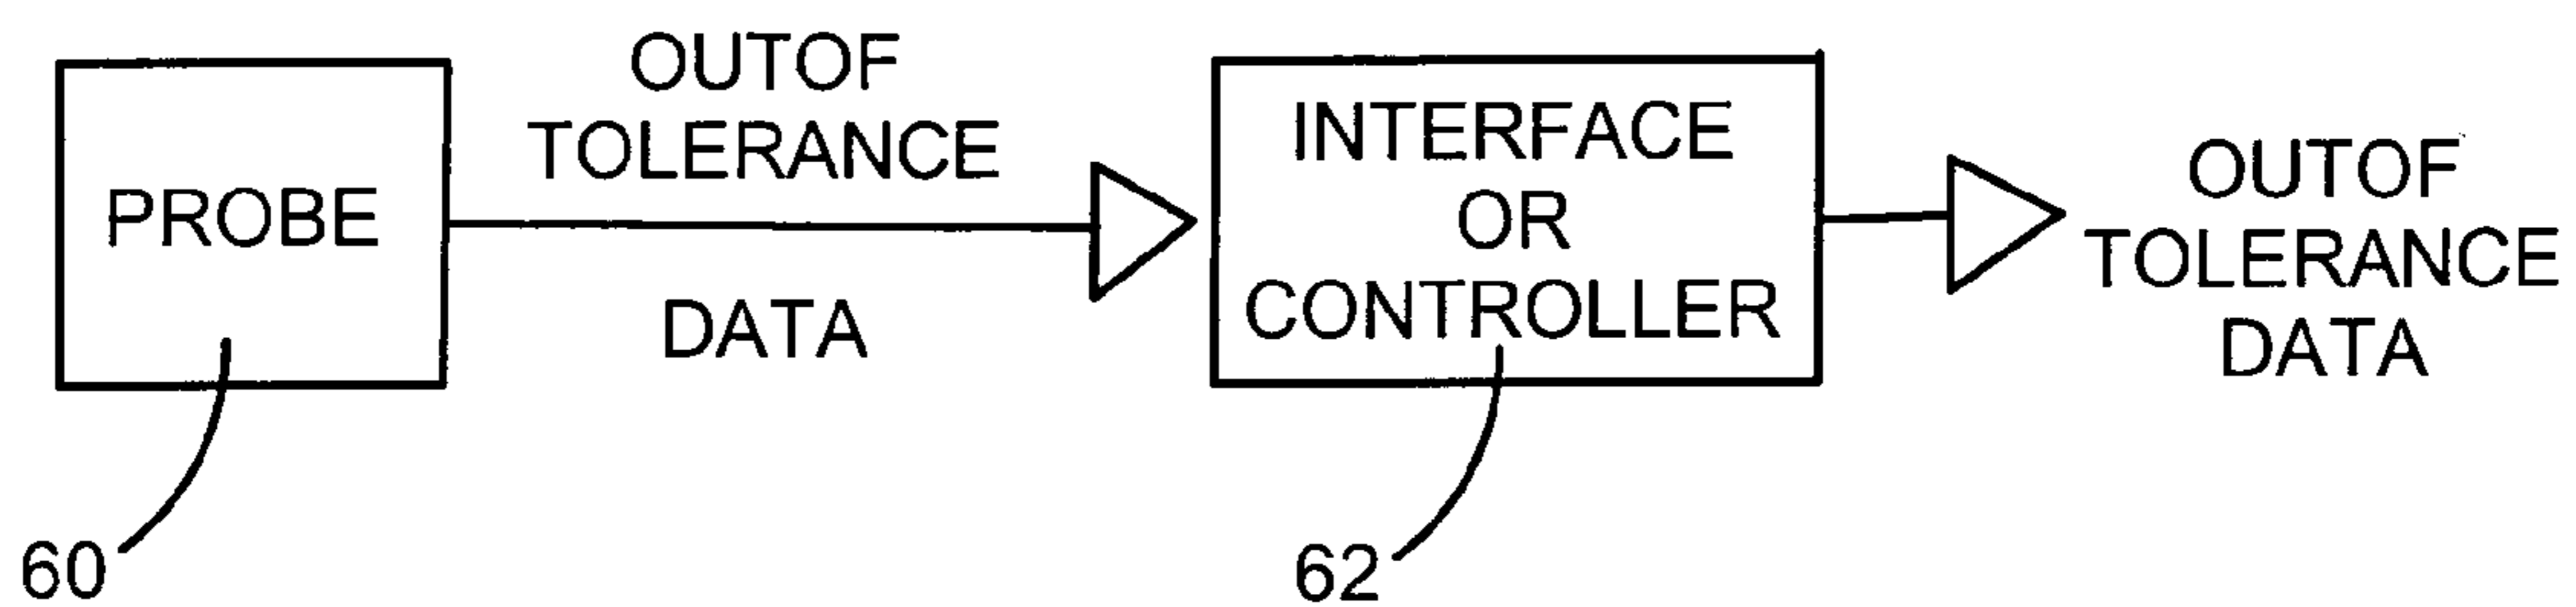 PROBE
OUTOF
TOLERANCE
DATA
INTERFACE
OR
CONTROLLER
OUTOF
TOLERANCE
DATA
60
62